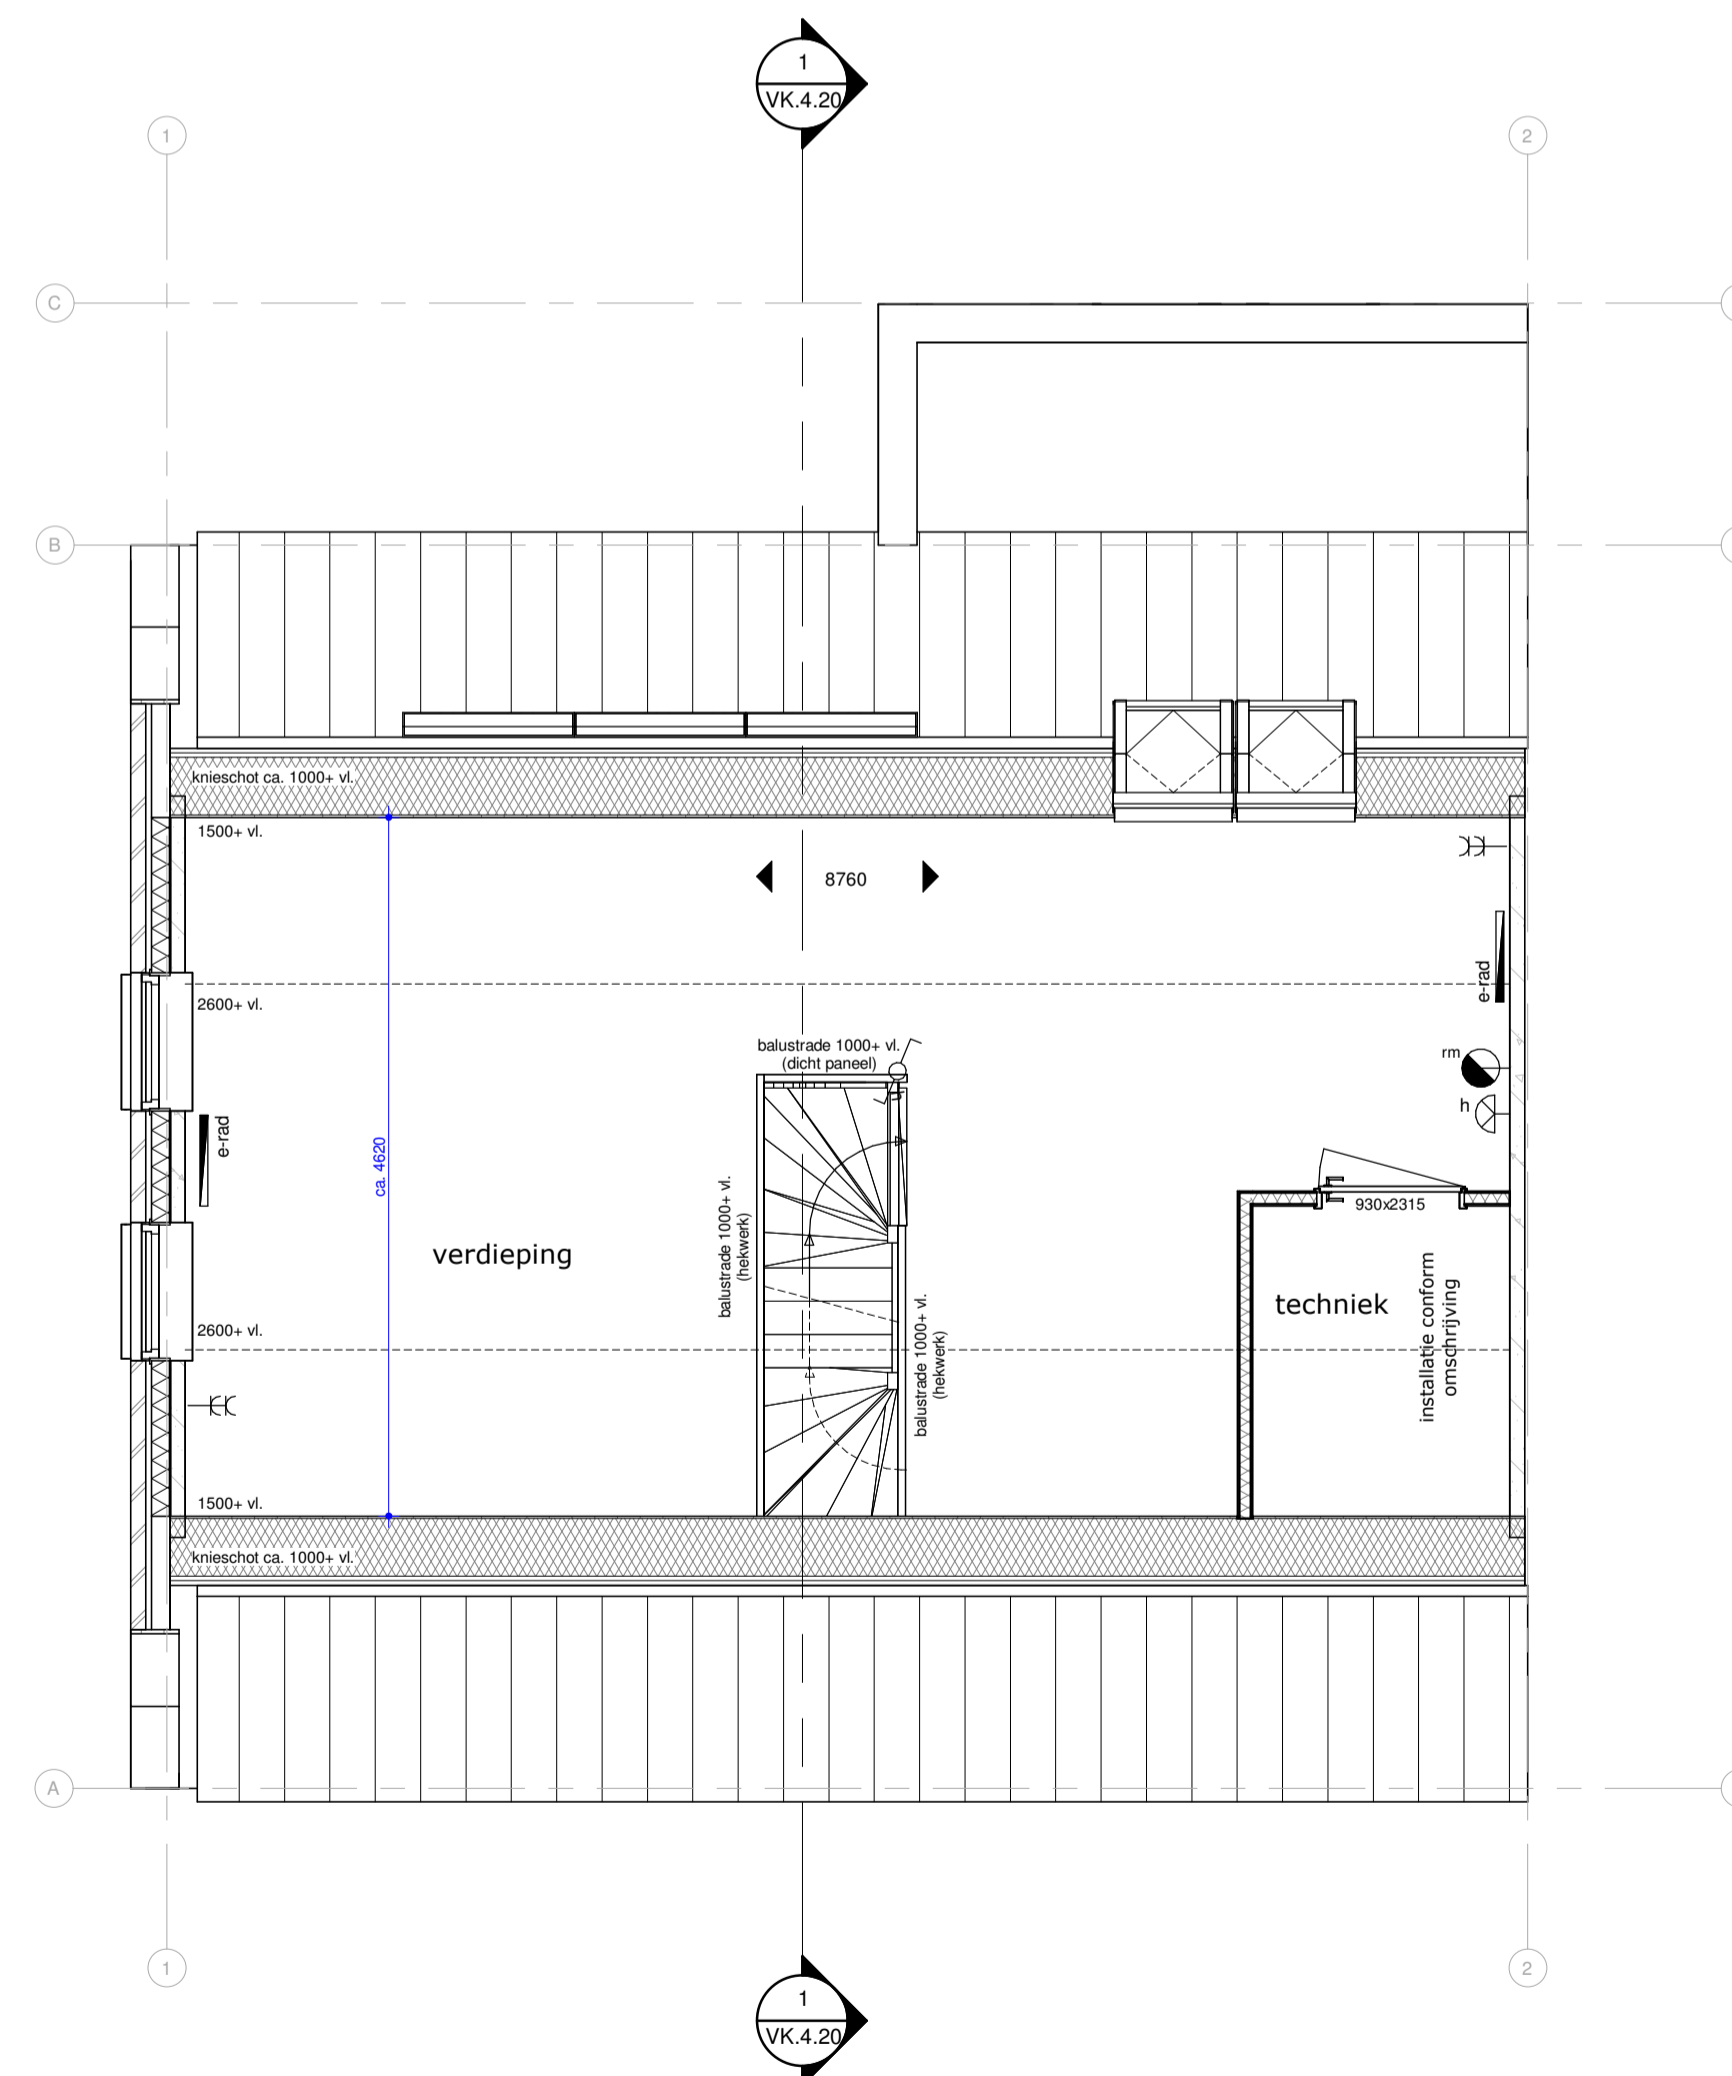 1
VK.4.20
1
2
C
B
knieschot ca. 1000+ vl.
1500+ vl.
8760
2600+ vl.
e-rad
balustrade 1000+ vl.
(dicht paneel)
rm
h
e-rad
ca. 4620
balustrade 1000+ vl.
(hekwerk)
930x2315
verdieping
techniek
installatie conform
omschrijving
balustrade 1000+ vl.
(hekwerk)
2600+ vl.
1500+ vl.
knieschot ca. 1000+ vl.
A
1
2
1
VK.4.20